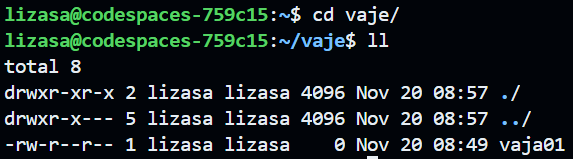 lizasa@codespaces-759c15:~$ cd vaje/
lizasa@codespaces-759c15:~/vaje$ ll
total 8
drwxr-xr-x 2 lizasa lizasa 4096 Nov 20 08:57 ./
drwxr-x--- 5 lizasa lizasa 4096 Nov 20 08:57 ../
-rw-r--r-- 1 lizasa lizasa    0 Nov 20 08:49 vaja01